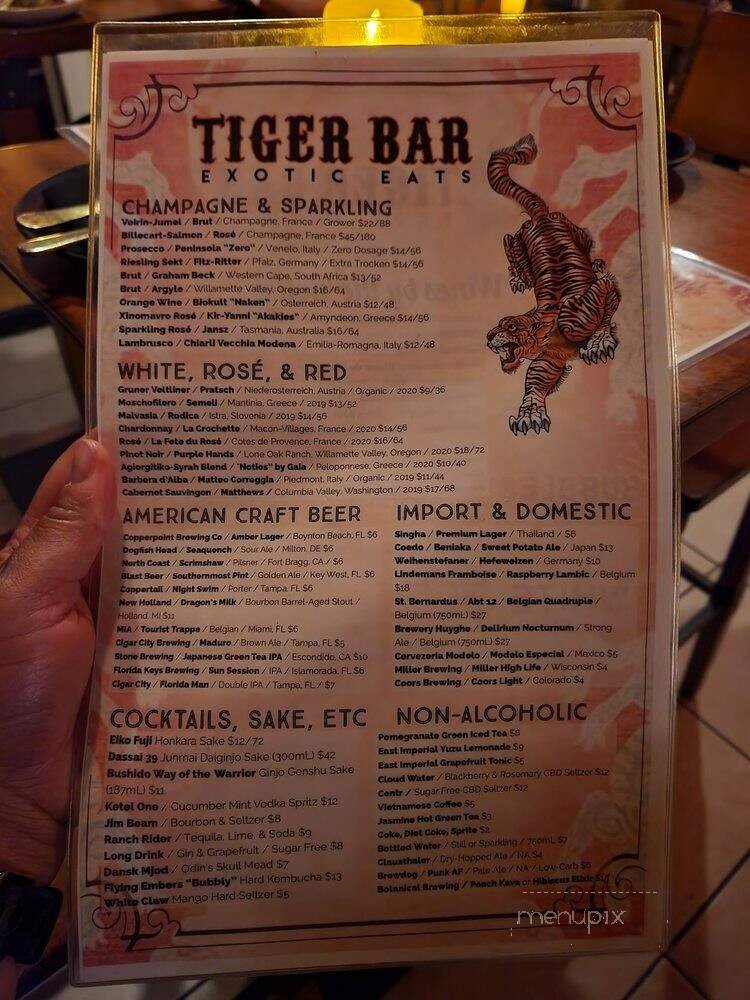 TIGER BAR
EXOTIC EATS
CHAMPAGNE & SPARKLING
Voirin-Jumel / Brut / Champagne, France / Grower $22/88
Billecart-Salmon / Rosé / Champagne, France $45/180
Prosecco / Peninsola "Zero" / Veneto, Italy / Zero Dosage $14/56
Riesling Sekt / Fitz-Ritter / Pfalz, Germany / Extra Trocken $14/56
Brut / Graham Beck / Western Cape, South Africa $13/52
Brut / Argyle / Willamette Valley, Oregon $16/64
Orange Wine / Biokult "Naken" / Osterreich, Austria $12/48
Xinomavro Rosé / Kir-Yanni "Akakies" / Amyndeon, Greece $14/56
Sparkling Rosé / Jansz / Tasmania, Australia $16/64
Lambrusco / Chiarli Vecchia Modena / Emilia-Romagna, Italy $12/48
WHITE, ROSÉ, & RED
Gruner Veltliner / Pratsch / Niederosterreich, Austria / Organic / 2020 $9/36
Moschofilero / Semeli / Mantinia, Greece / 2019 $13/52
Malvasia / Rodica / Istra, Slovenia / 2019 $14/56
Chardonnay / La Crochette / Macon-Villages, France / 2020 $14/56
Rosé / La Fete du Rosé / Cotes de Provence, France / 2020 $16/64
Pinot Noir / Purple Hands / Lone Oak Ranch, Willamette Valley, Oregon / 2020 $18/72
Agiorgitiko-Syrah Blend / "Notios" by Gaia / Peloponnese, Greece / 2020 $10/40
Barbera d'Alba / Matteo Correggia / Piedmont, Italy / Organic / 2019 $11/44
Cabernet Sauvingon / Matthews / Columbia Valley, Washington / 2019 $17/68
AMERICAN CRAFT BEER
Copperpoint Brewing Co / Amber Lager / Boynton Beach, FL $6
Dogfish Head / Seaquench / Sour Ale / Milton, DE $6
North Coast / Scrimshaw / Pilsner / Fort Bragg, CA / $6
Blast Beer / Southernmost Pint / Golden Ale / Key West, FL $6
Coppertail / Night Swim / Porter / Tampa, FL $6
New Holland / Dragon's Milk / Bourbon Barrel-Aged Stout /
Holland, MI $11
MIA / Tourist Trappe / Belgian / Miami, FL $6
Cigar City Brewing / Maduro / Brown Ale / Tampa, FL $5
Stone Brewing / Japanese Green Tea IPA / Escondido, CA $10
Florida Keys Brewing / Sun Session / IPA / Islamorada, FL $6
Cigar City / Florida Man / Double IPA / Tampa, FL / $7
IMPORT & DOMESTIC
Singha / Premium Lager / Thailand / $6
Coedo / Beniaka / Sweet Potato Ale / Japan $13
Weihenstefaner / Hefeweizen / Germany $10
Lindemans Framboise / Raspberry Lambic / Belgium
$18
St. Bernardus / Abt 12 / Belgian Quadruple /
Belgium (750mL) $27
Brewery Huyghe / Delirium Nocturnum / Strong
Ale / Belgium (750mL) $27
Cervezeria Modelo / Modelo Especial / Mexico $5
Miller Brewing / Miller High Life / Wisconsin $4
Coors Brewing / Coors Light / Colorado $4
COCKTAILS, SAKE, ETC
Eiko Fuji Honkara Sake $12/72
Dassai 39 Junmai Daiginjo Sake (300mL) $42
Bushido Way of the Warrior Ginjo Genshu Sake
(187mL) $11
Ketel One / Cucumber Mint Vodka Spritz $12
Jim Beam / Bourbon & Seltzer $8
Ranch Rider / Tequila, Lime, & Soda $9
Long Drink / Gin & Grapefruit / Sugar Free $8
Dansk Mjod / Odin's Skull Mead $7
Flying Embers "Bubbly" Hard Kombucha $13
White Claw Mango Hard Seltzer $5
NON-ALCOHOLIC
Pomegranate Green Iced Tea $8
East Imperial Yuzu Lemonade $9
East Imperial Grapefruit Tonic $5
Cloud Water / Blackberry & Rosemary CBD Seltzer $12
Centr / Sugar Free CBD Seltzer $12
Vietnamese Coffee $5
Jasmine Hot Green Tea $3
Coke, Diet Coke, Sprite $2
Bottled Water / Still or Sparkling / 750mL $7
Clausthaler / Dry-Hopped Ale / NA $4
Brewdog / Punk AF / Pale Ale / NA / Low-Carb $6
Botanical Brewing / Peach Kava or Hibiscus Elixir
menupix